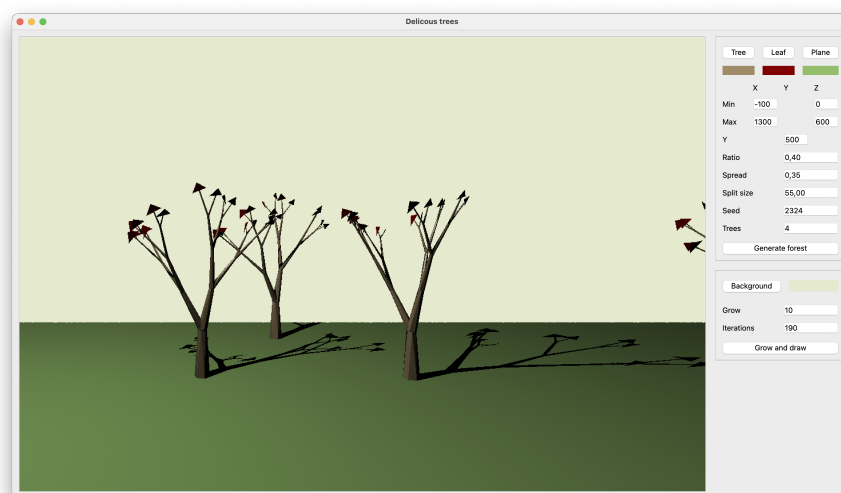 Delicous trees
Tree Leaf Plane
X Y Z
Min -100 0
Max 1300 600
Y 500
Ratio 0,40
Spread 0,35
Split size 55,00
Seed 2324
Trees 4
Generate forest
Background
Grow 10
Iterations 190
Grow and draw